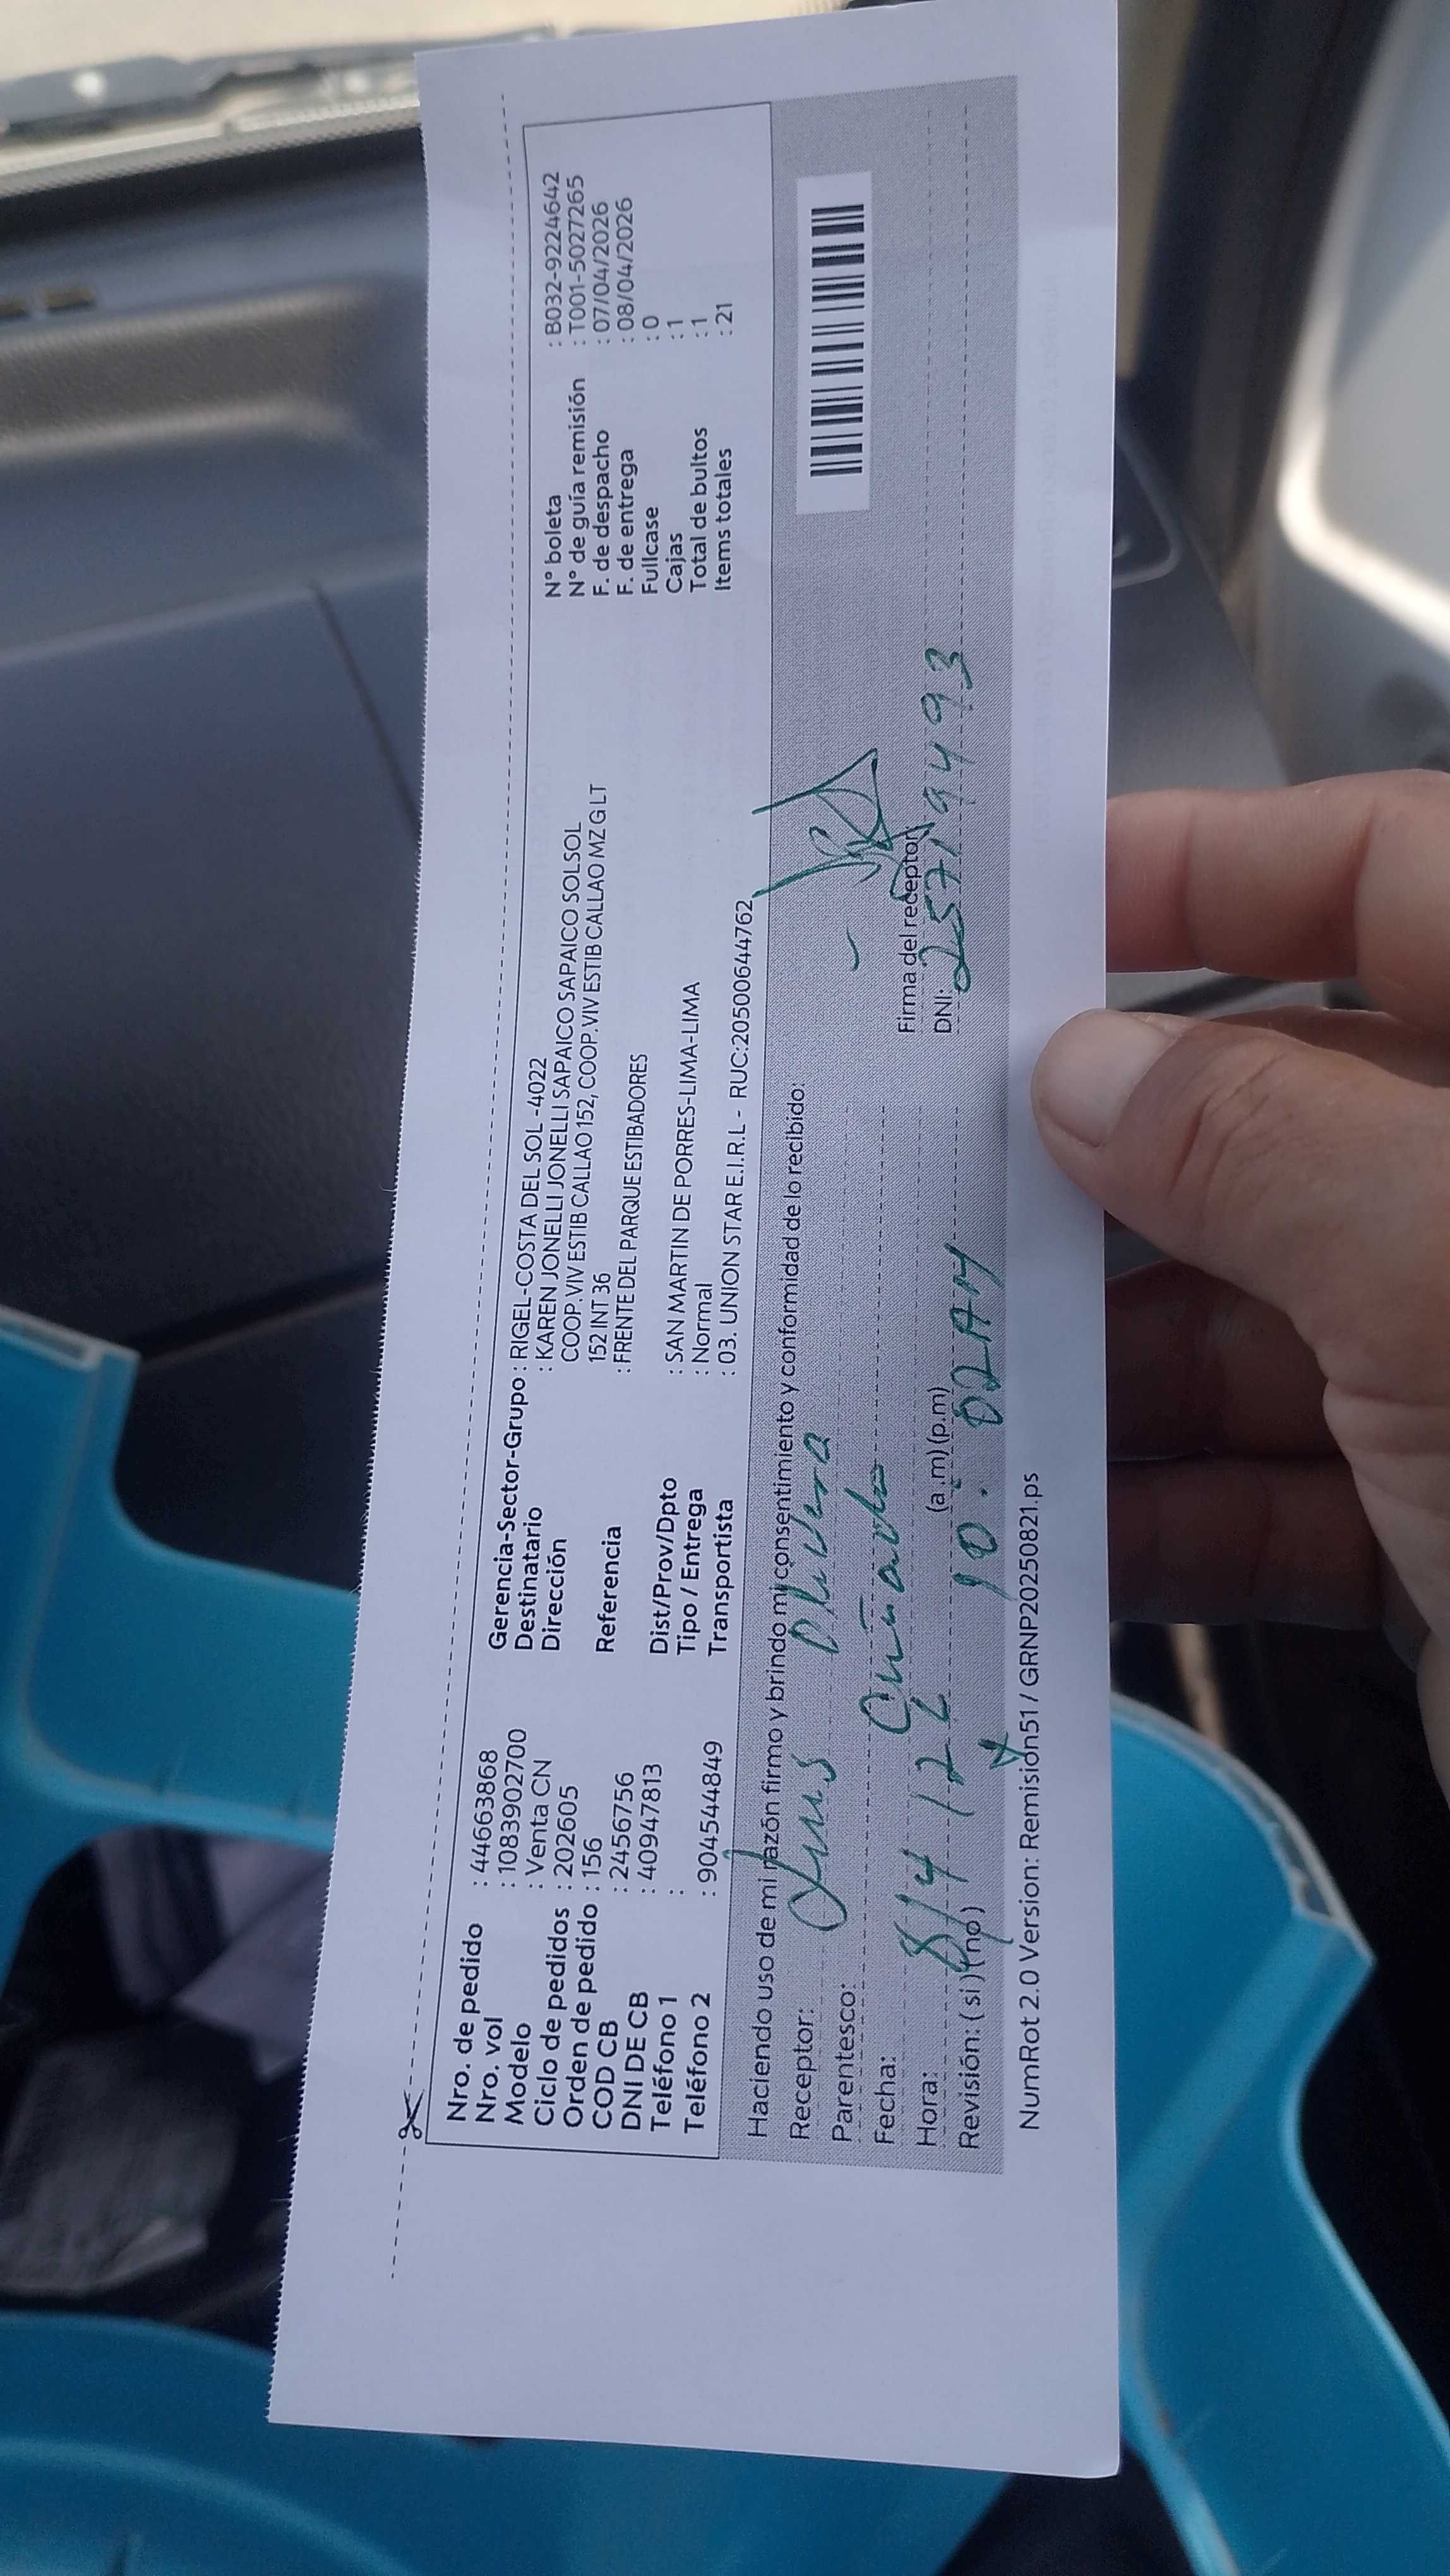 Nro. de pedido : 44663868
Nro. vol : 1083902700
Modelo : Venta CN
Ciclo de pedidos : 202605
Orden de pedido : 156
COD CB : 2456756
DNI DE CB : 40947813
Teléfono 1 :
Teléfono 2 : 904544849
Gerencia-Sector-Grupo : RIGEL-COSTA DEL SOL -4022
Destinatario : KAREN JONELLI JONELLI SAPAICO SAPAICO SOLSOL
Dirección COOP.VIV ESTIB CALLAO 152, COOP.VIV ESTIB CALLAO MZ G LT
152 INT 36
Referencia : FRENTE DEL PARQUE ESTIBADORES
Dist/Prov/Dpto : SAN MARTIN DE PORRES-LIMA-LIMA
Tipo / Entrega : Normal
Transportista : 03. UNION STAR E.I.R.L - RUC:20500644762
N° boleta : B032-9224642
N° de guía remisión : T001-5027265
F. de despacho : 07/04/2026
F. de entrega : 08/04/2026
Fullcase : 0
Cajas : 1
Total de bultos : 1
Items totales : 21
Haciendo uso de mi razón firmo y brindo mi consentimiento y conformidad de lo recibido:
Receptor: Luis Olivera
Parentesco: Cuñado
Fecha: 8/4/26
Hora: (a.m) (p.m) 10:02AM
Revisión: ( si ) ( no )
Firma del receptor
DNI: 25719493
NumRot 2.0 Version: Remisión51 / GRNP20250821.ps